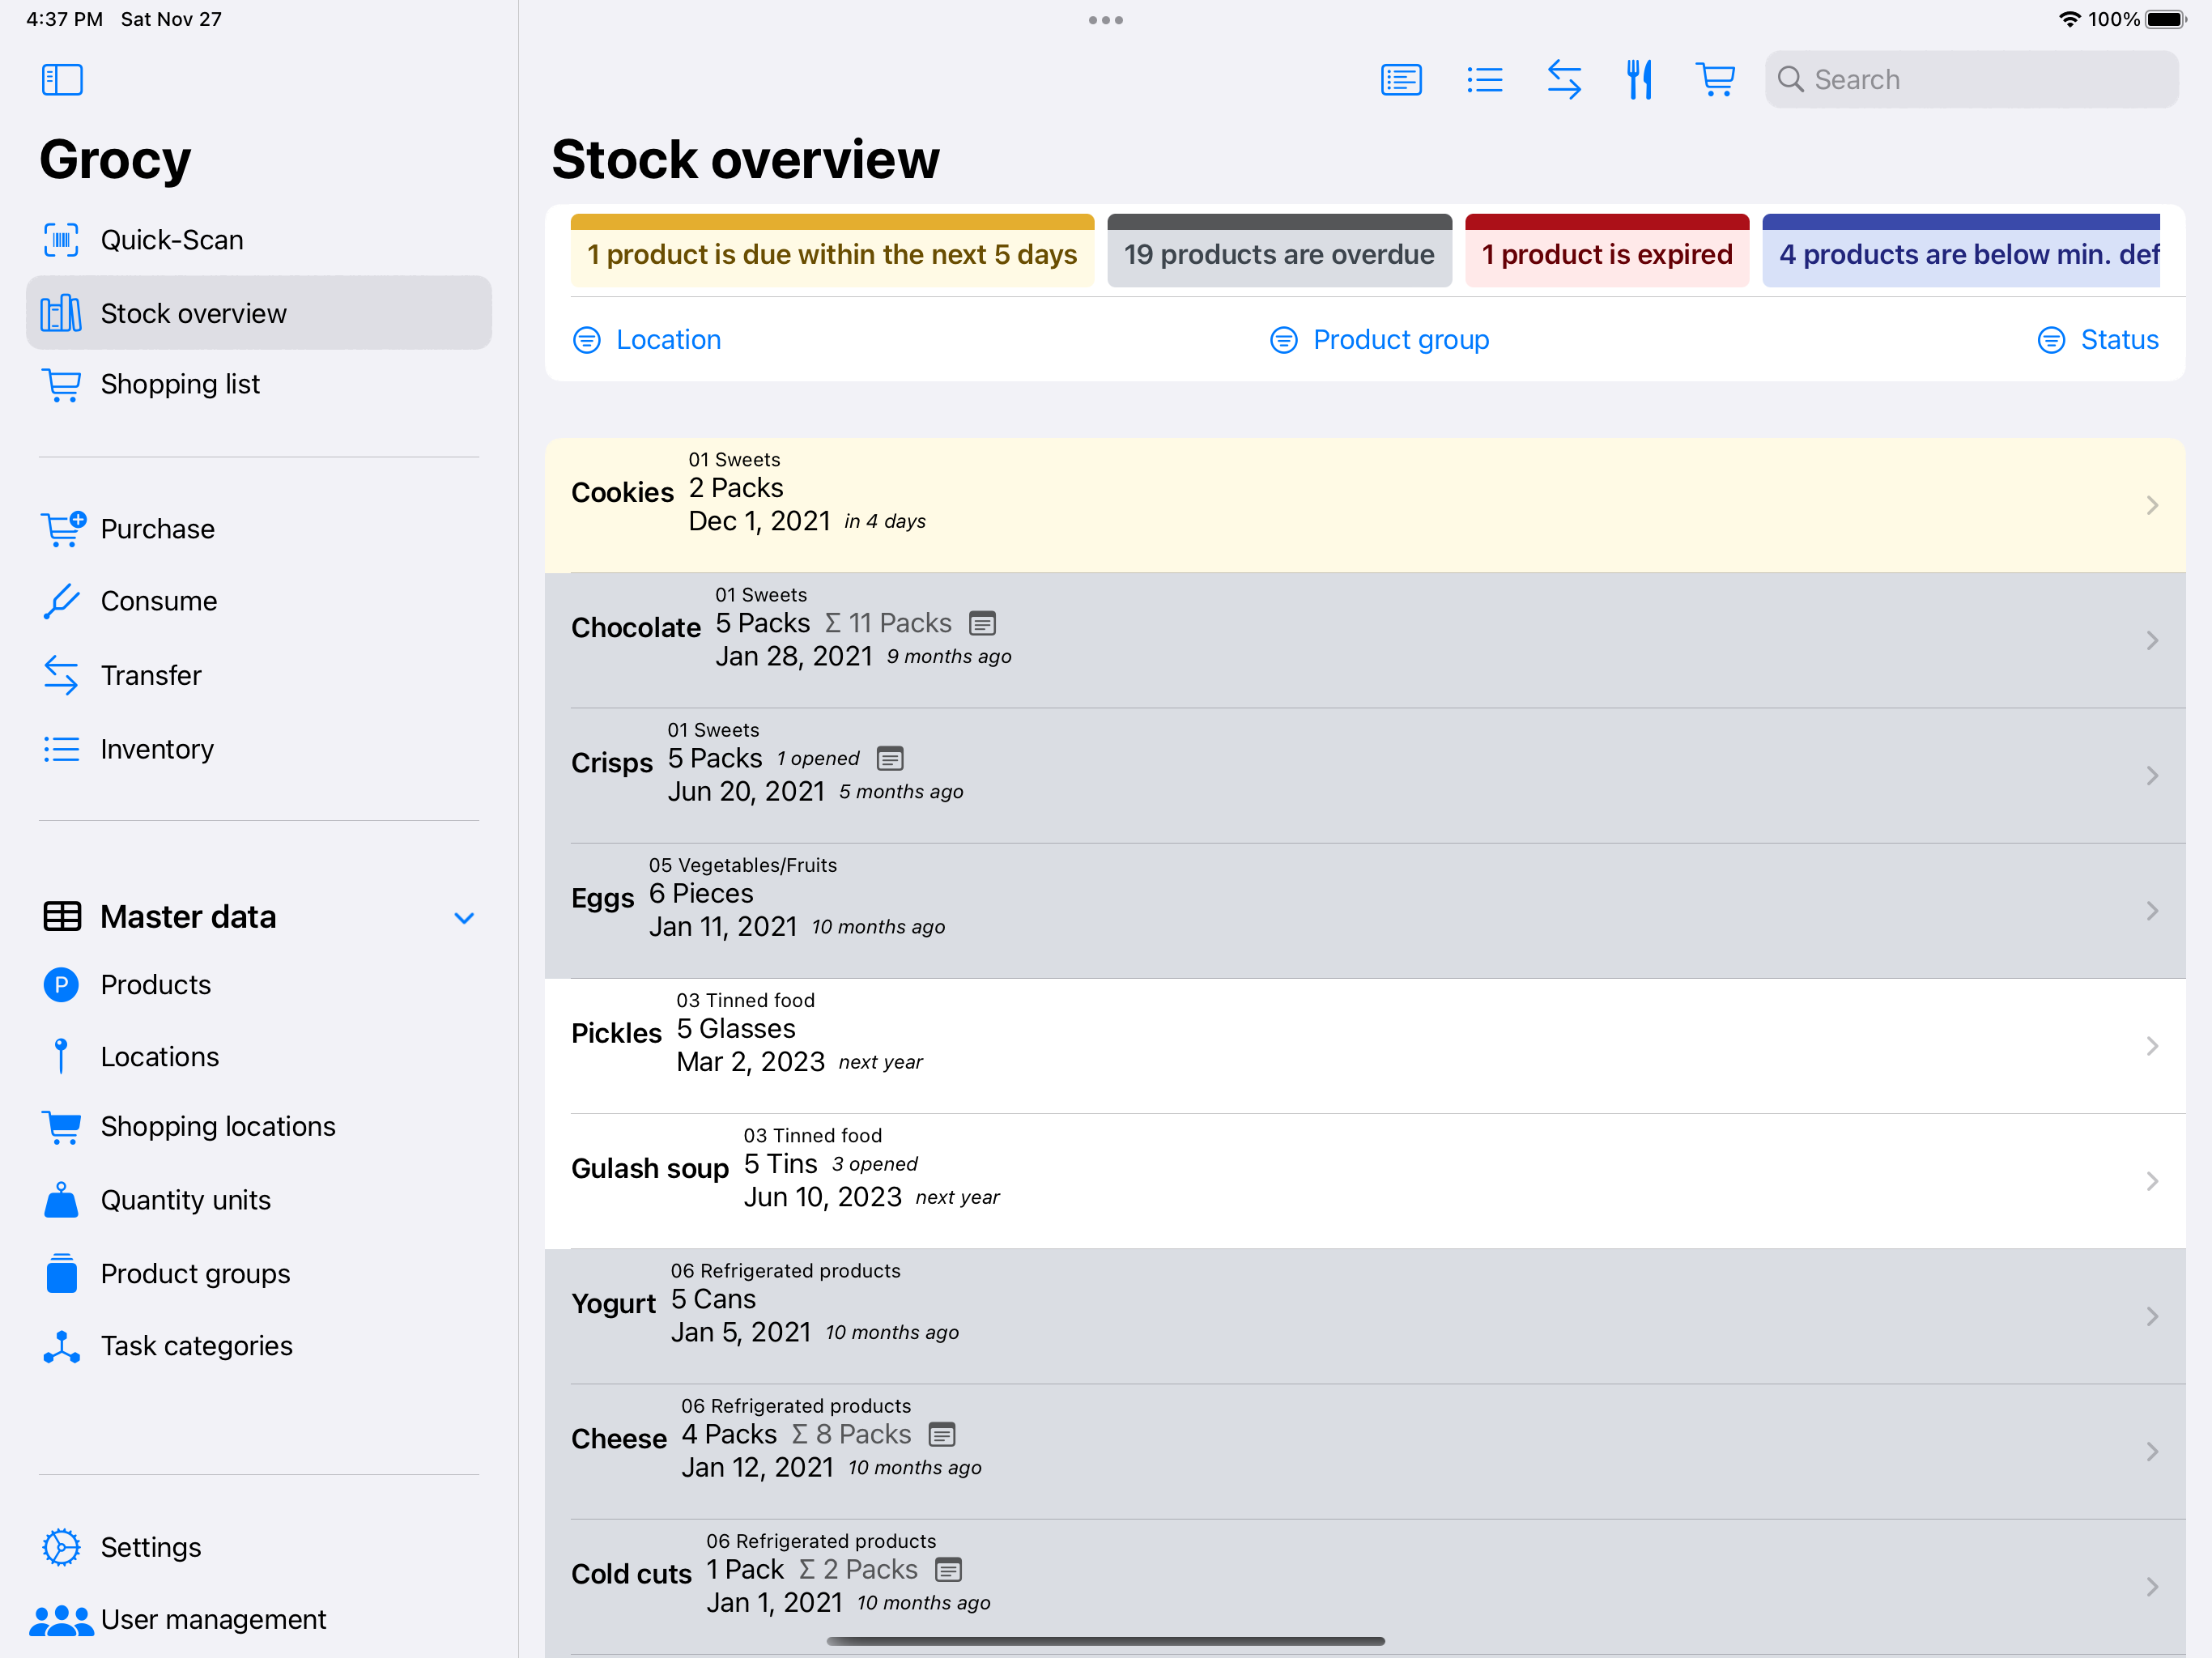 4:37 PM Sat Nov 27
100%
Grocy
Quick-Scan
Stock overview
Shopping list
Purchase
Consume
Transfer
Inventory
Master data
P Products
Locations
Shopping locations
Quantity units
Product groups
Task categories
Settings
User management
Search
Stock overview
1 product is due within the next 5 days
19 products are overdue
1 product is expired
4 products are below min. def
Location
Product group
Status
01 Sweets
Cookies 2 Packs
Dec 1, 2021 in 4 days
01 Sweets
Chocolate 5 Packs Σ 11 Packs
Jan 28, 2021 9 months ago
01 Sweets
Crisps 5 Packs 1 opened
Jun 20, 2021 5 months ago
05 Vegetables/Fruits
Eggs 6 Pieces
Jan 11, 2021 10 months ago
03 Tinned food
Pickles 5 Glasses
Mar 2, 2023 next year
03 Tinned food
Gulash soup 5 Tins 3 opened
Jun 10, 2023 next year
06 Refrigerated products
Yogurt 5 Cans
Jan 5, 2021 10 months ago
06 Refrigerated products
Cheese 4 Packs Σ 8 Packs
Jan 12, 2021 10 months ago
06 Refrigerated products
Cold cuts 1 Pack Σ 2 Packs
Jan 1, 2021 10 months ago